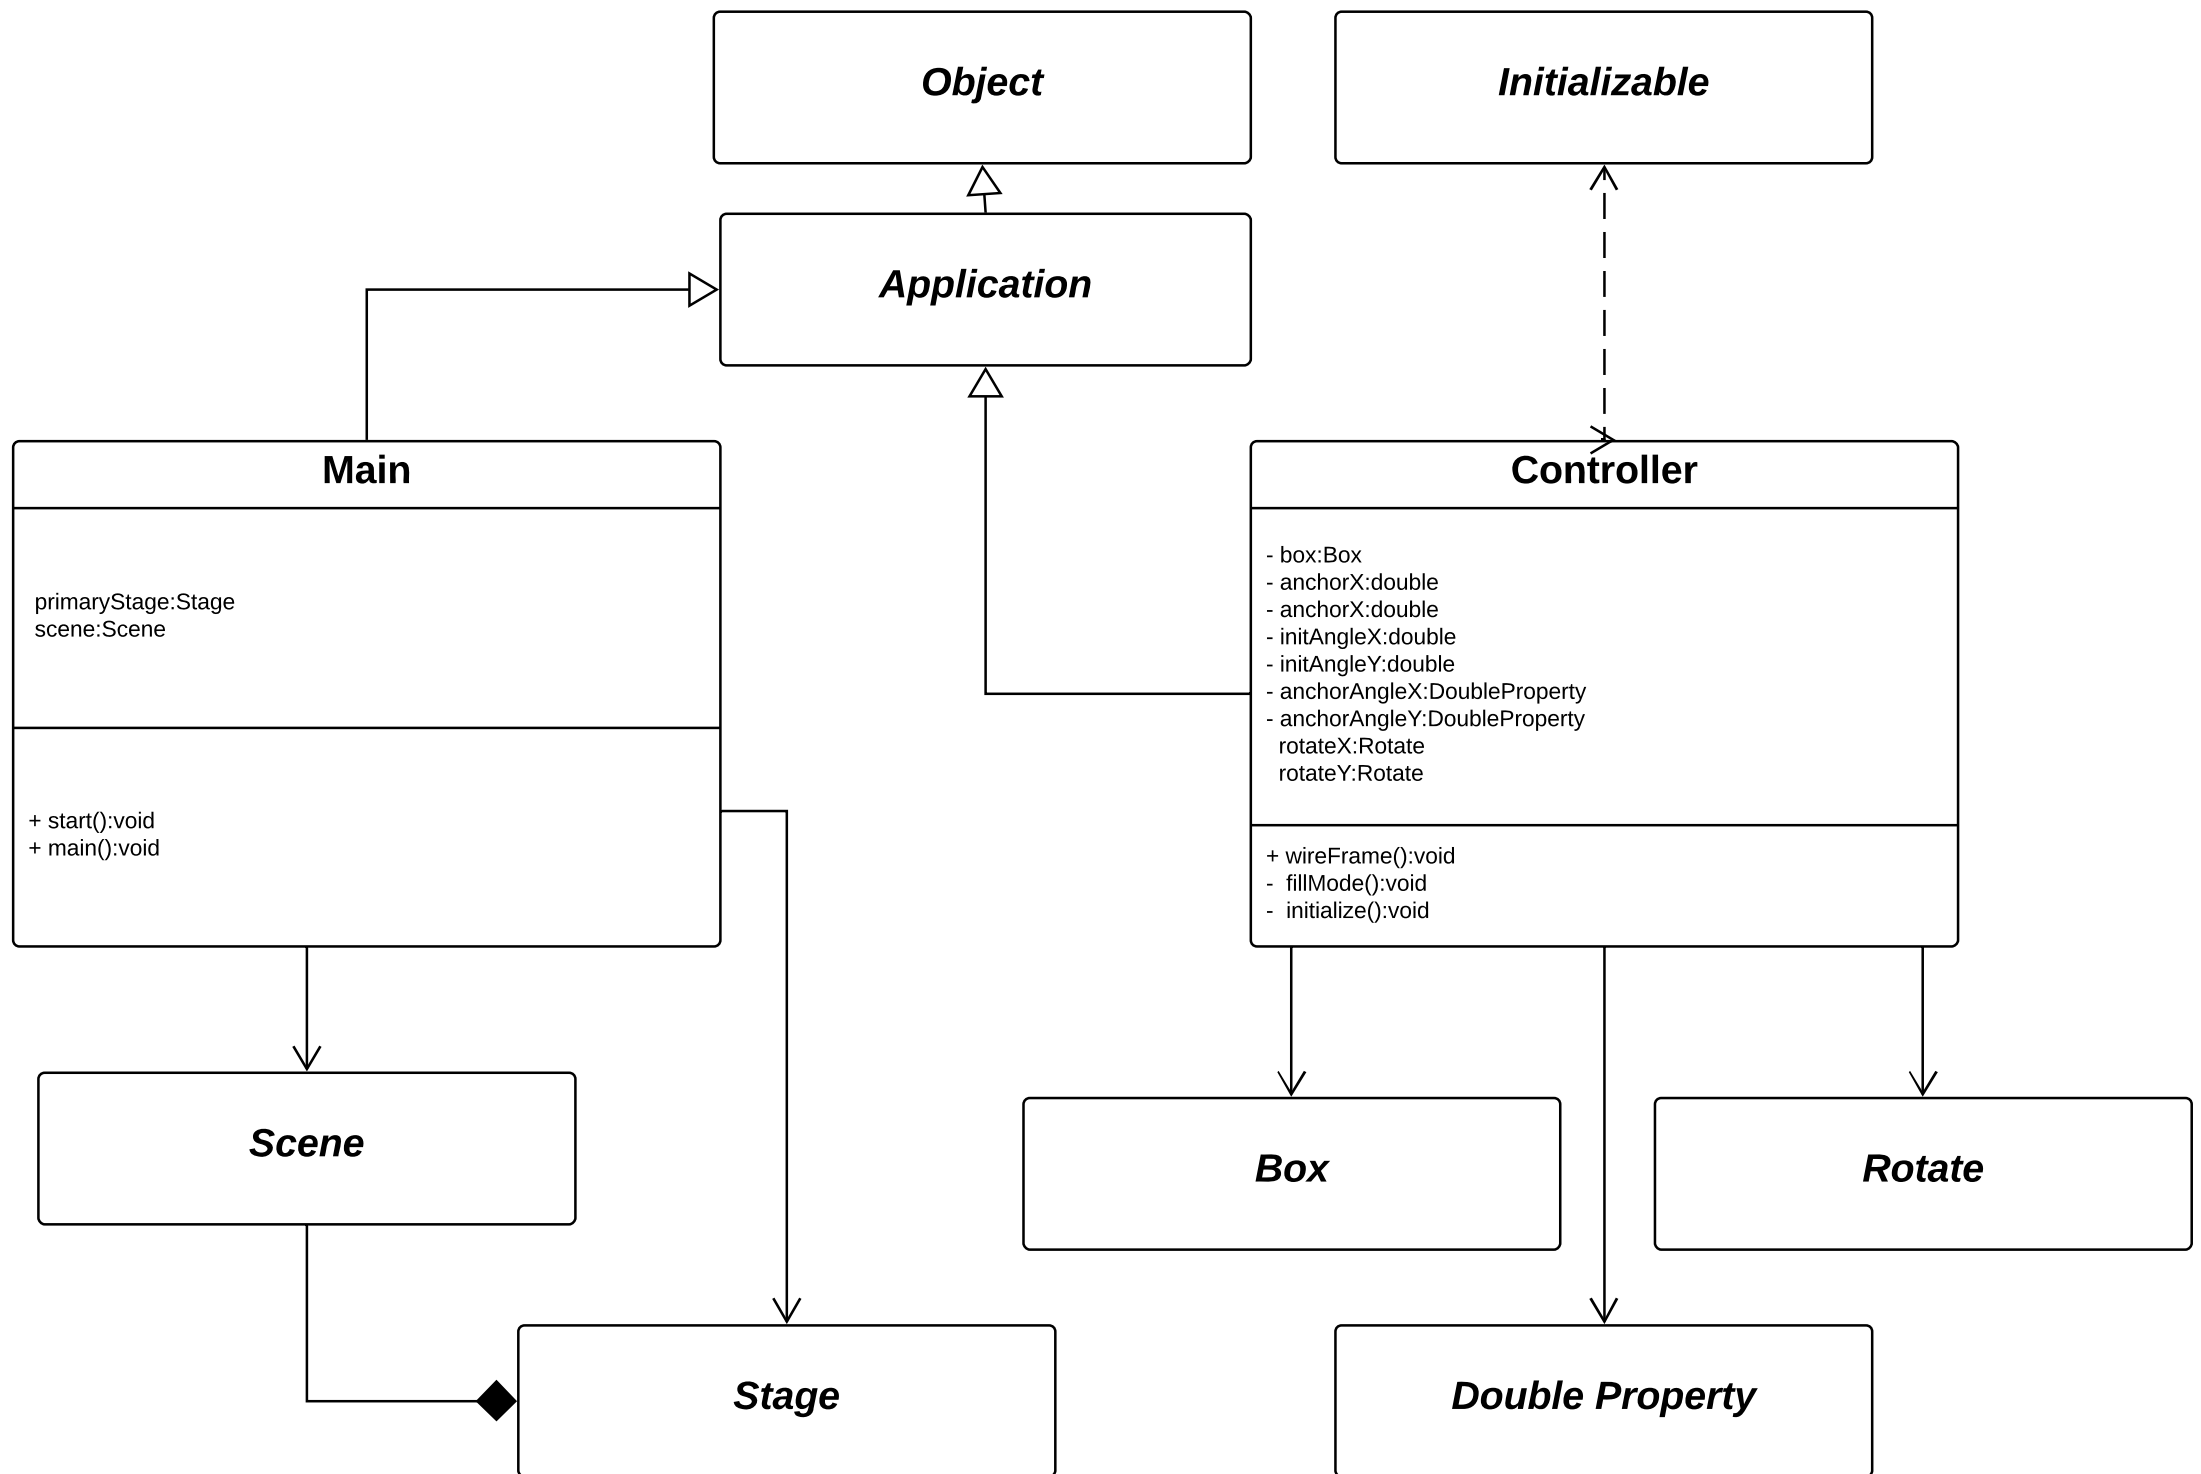 Object
Initializable
Application
Main
primaryStage:Stage
scene:Scene
+ start():void
+ main():void
Controller
- box:Box
- anchorX:double
- anchorX:double
- initAngleX:double
- initAngleY:double
- anchorAngleX:DoubleProperty
- anchorAngleY:DoubleProperty
rotateX:Rotate
rotateY:Rotate
+ wireFrame():void
- fillMode():void
- initialize():void
Scene
Box
Rotate
Stage
Double Property